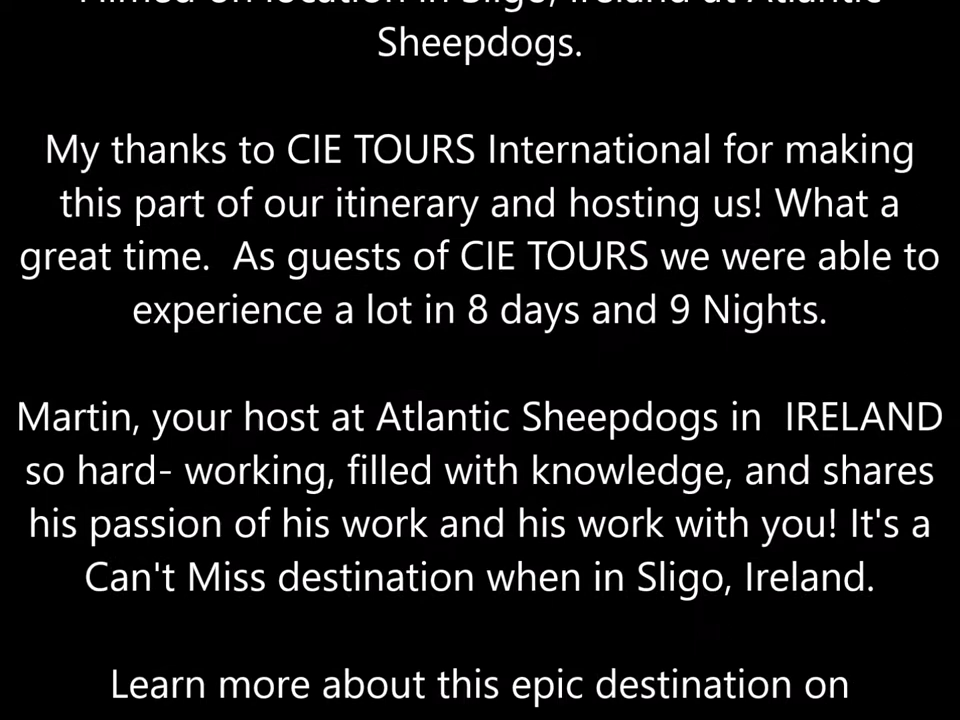 Filmed on location in Sligo, Ireland at Atlantic
Sheepdogs.
My thanks to CIE TOURS International for making
this part of our itinerary and hosting us! What a
great time.  As guests of CIE TOURS we were able to
experience a lot in 8 days and 9 Nights.
Martin, your host at Atlantic Sheepdogs in  IRELAND
so hard- working, filled with knowledge, and shares
his passion of his work and his work with you! It's a
Can't Miss destination when in Sligo, Ireland.
Learn more about this epic destination on